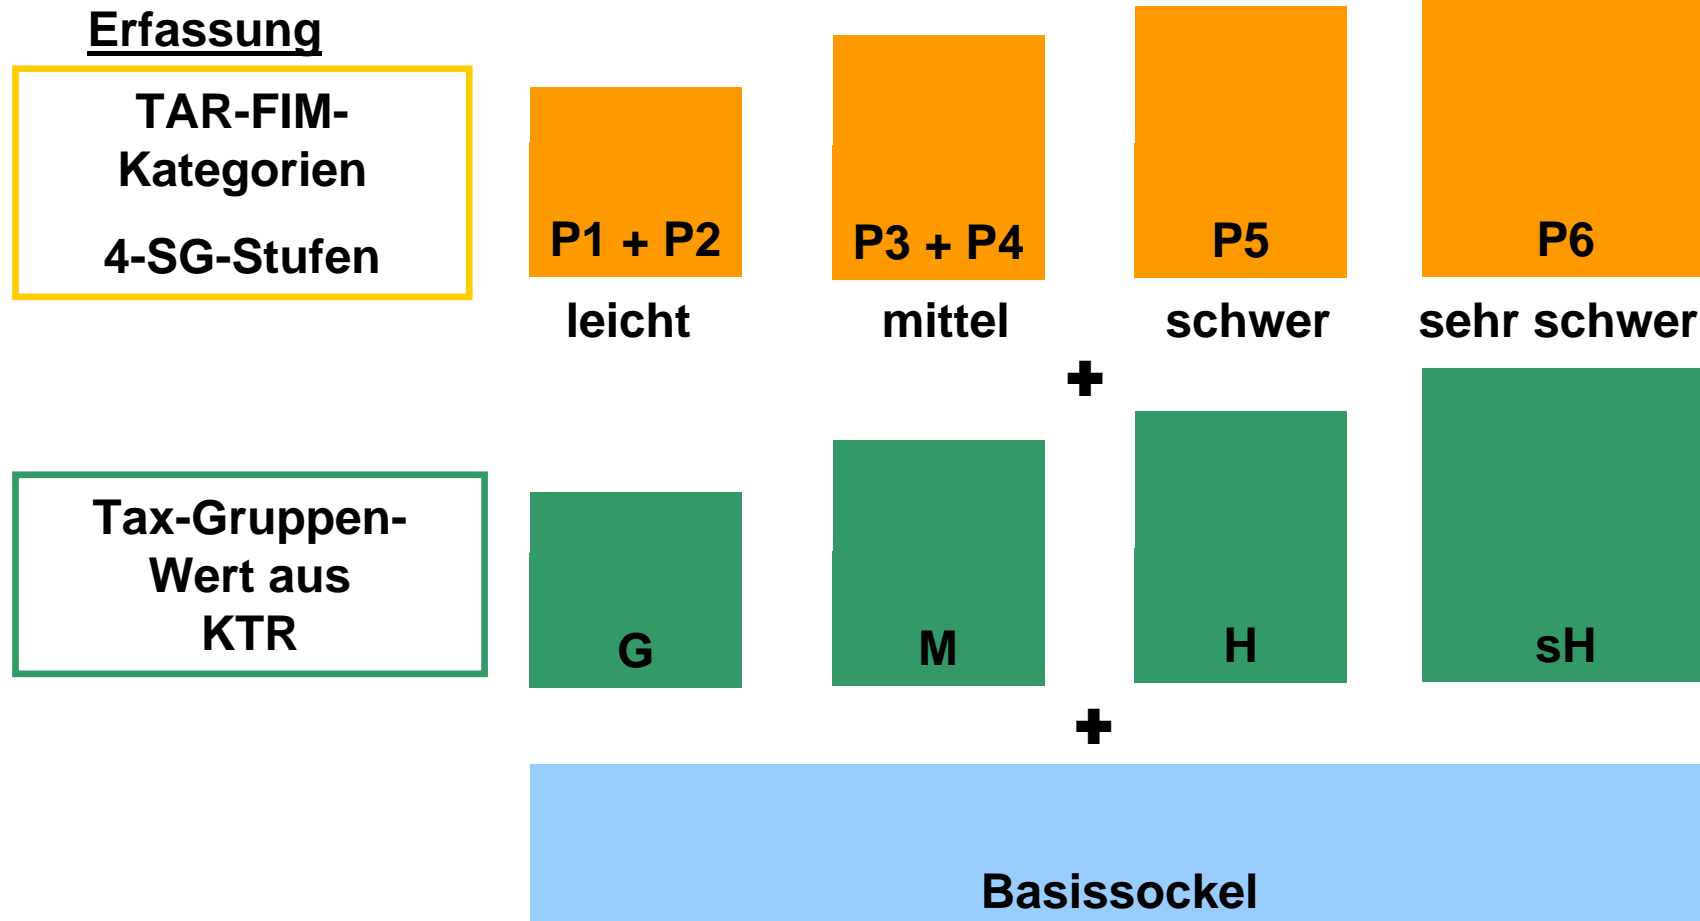 Erfassung
TAR-FIM-
Kategorien
4-SG-Stufen
P1 + P2
P3 + P4
P5
P6
leicht
mittel
schwer
sehr schwer
+
Tax-Gruppen-
Wert aus
KTR
G
M
H
sH
+
Basissockel